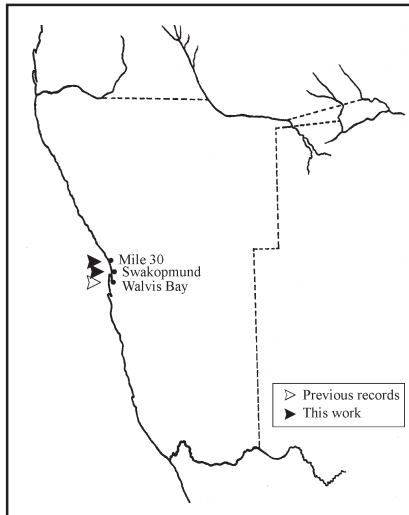 Mile 30
Swakopmund
Walvis Bay
Previous records
This work